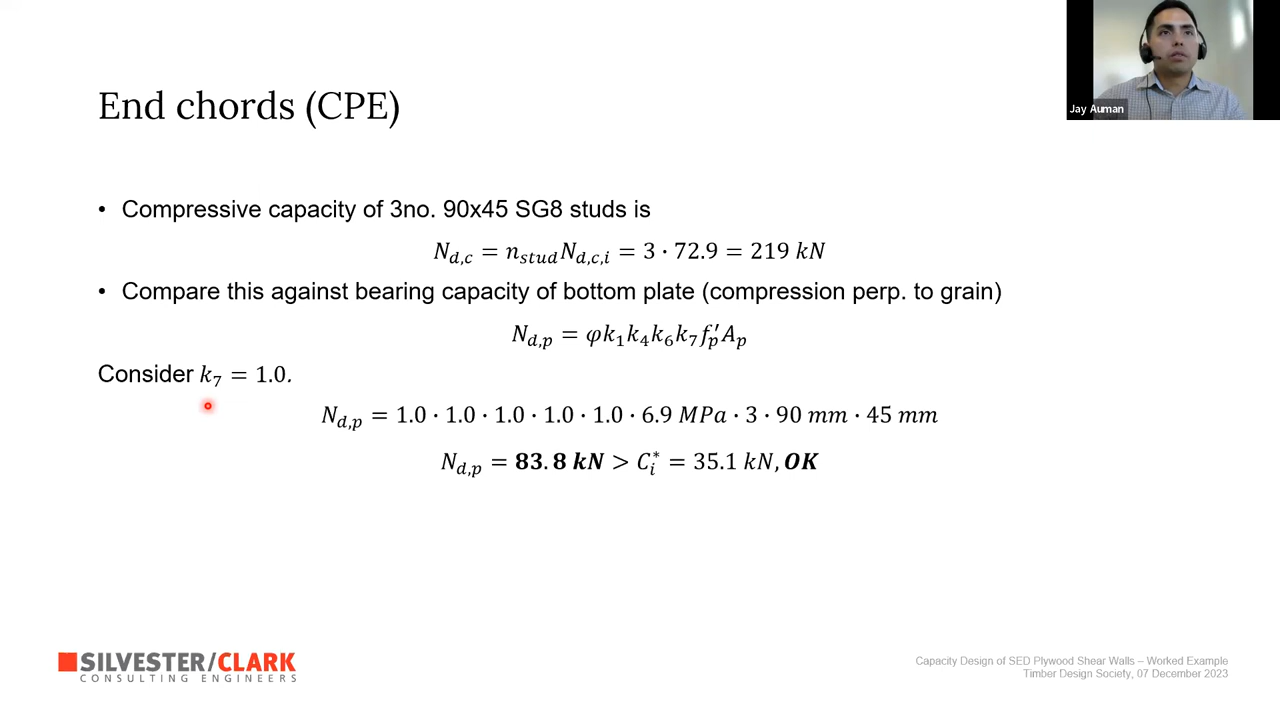 Jay Auman
End chords (CPE)
• Compressive capacity of 3no. 90x45 SG8 studs is
N_{d,c} = n_{stud}N_{d,c,i} = 3 · 72.9 = 219 kN
• Compare this against bearing capacity of bottom plate (compression perp. to grain)
N_{d,p} = φk_1k_4k_6k_7f'_pA_p
Consider k_7 = 1.0.
N_{d,p} = 1.0 · 1.0 · 1.0 · 1.0 · 1.0 · 6.9 MPa · 3 · 90 mm · 45 mm
N_{d,p} = 83.8 kN > C_i^* = 35.1 kN, OK
SILVESTER/CLARK
CONSULTING ENGINEERS
Capacity Design of SED Plywood Shear Walls – Worked Example
Timber Design Society, 07 December 2023